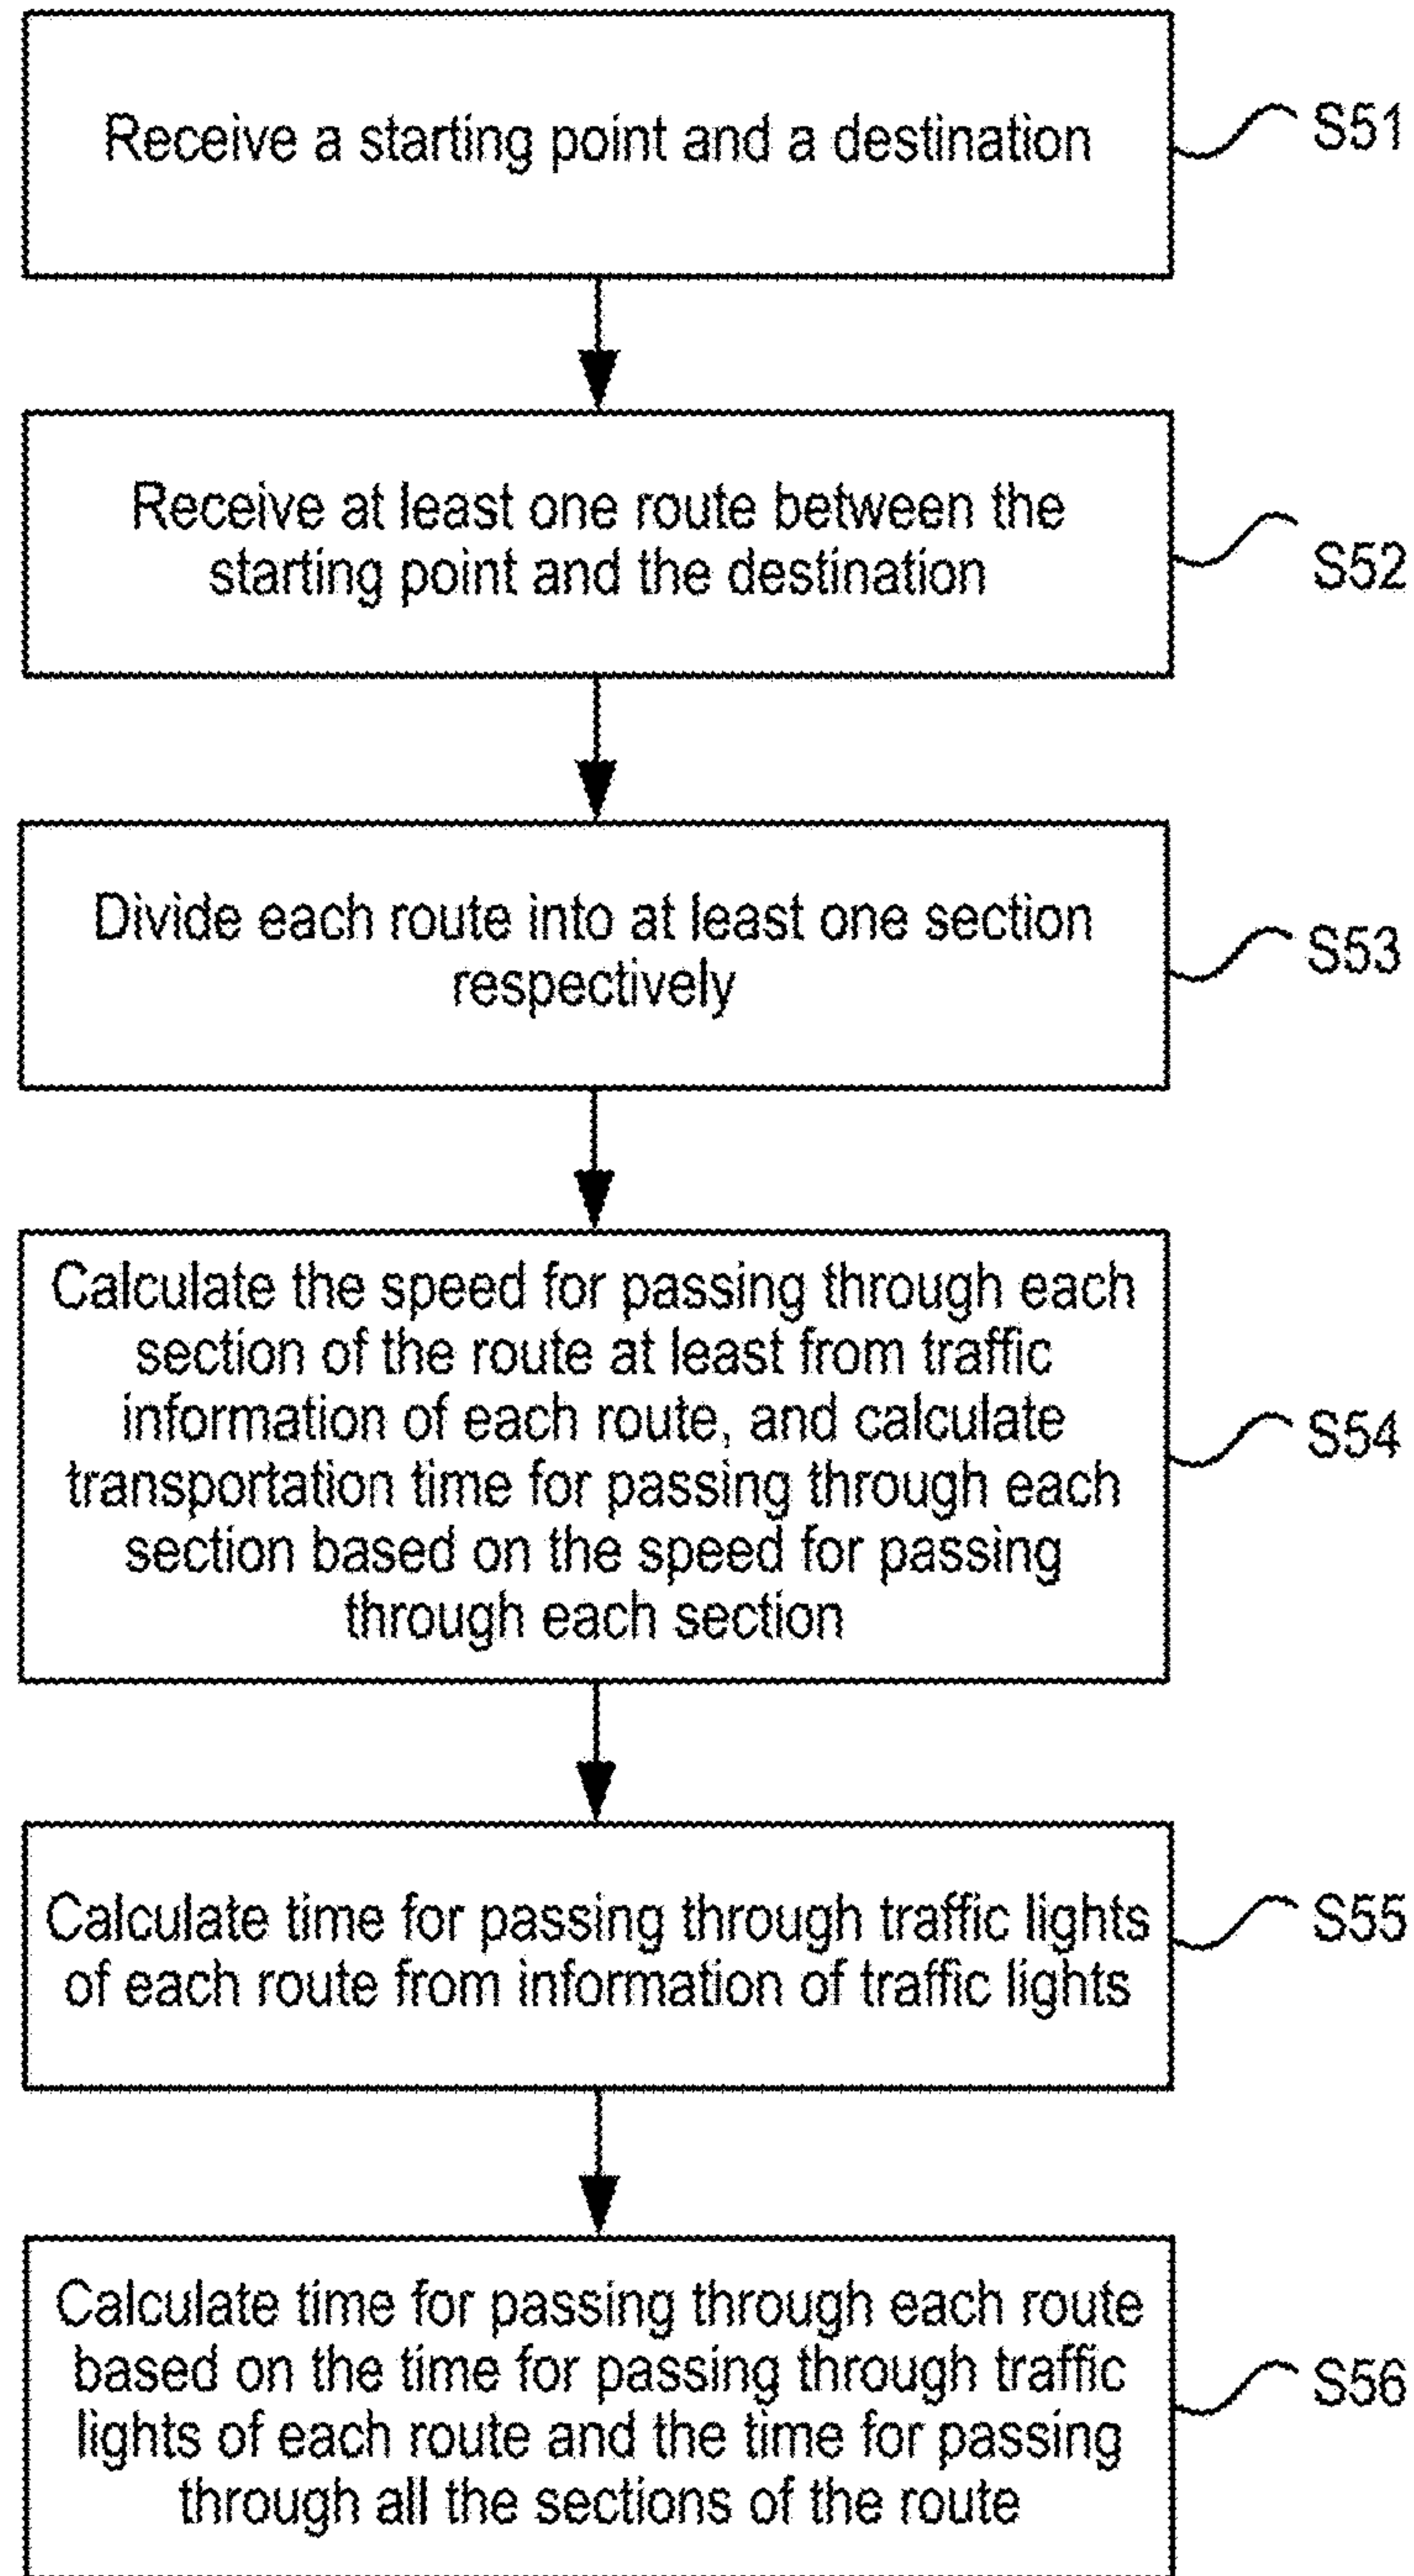 Receive a starting point and a destination
S51
Receive at least one route between the
starting point and the destination
S52
Divide each route into at least one section
respectively
S53
Calculate the speed for passing through each
section of the route at least from traffic
information of each route, and calculate
transportation time for passing through each
section based on the speed for passing
through each section
S54
Calculate time for passing through traffic lights
of each route from information of traffic lights
S55
Calculate time for passing through each route
based on the time for passing through traffic
lights of each route and the time for passing
through all the sections of the route
S56